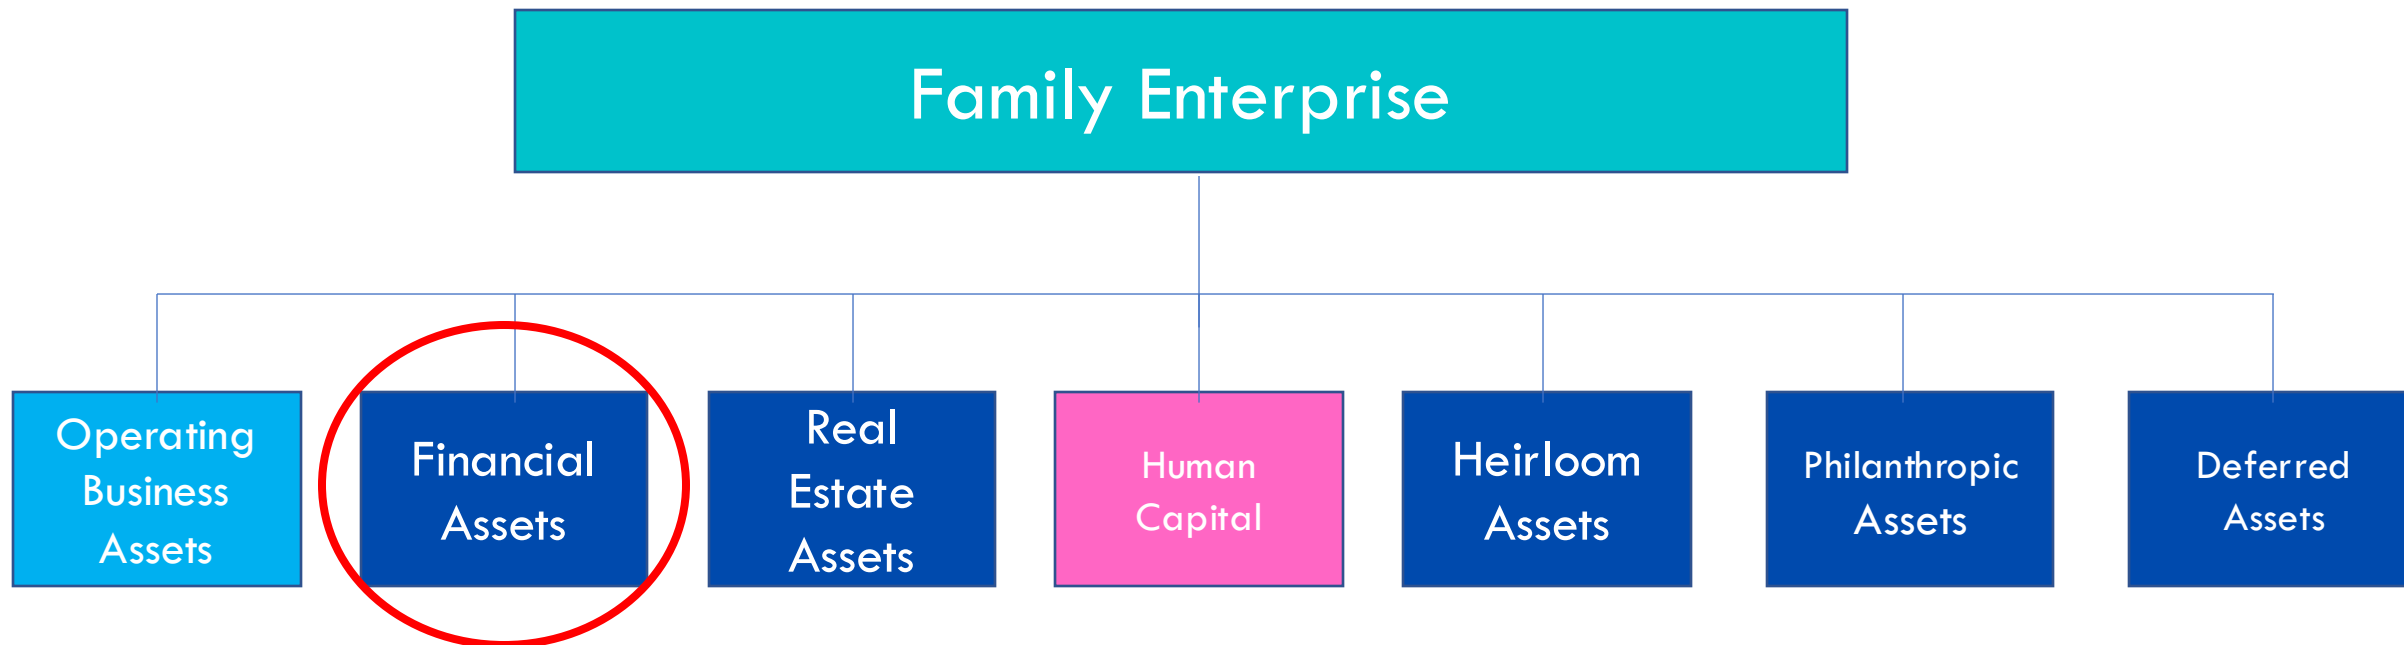 Family Enterprise
Operating
Business
Assets
Financial
Assets
Real
Estate
Assets
Human
Capital
Heirloom
Assets
Philanthropic
Assets
Deferred
Assets